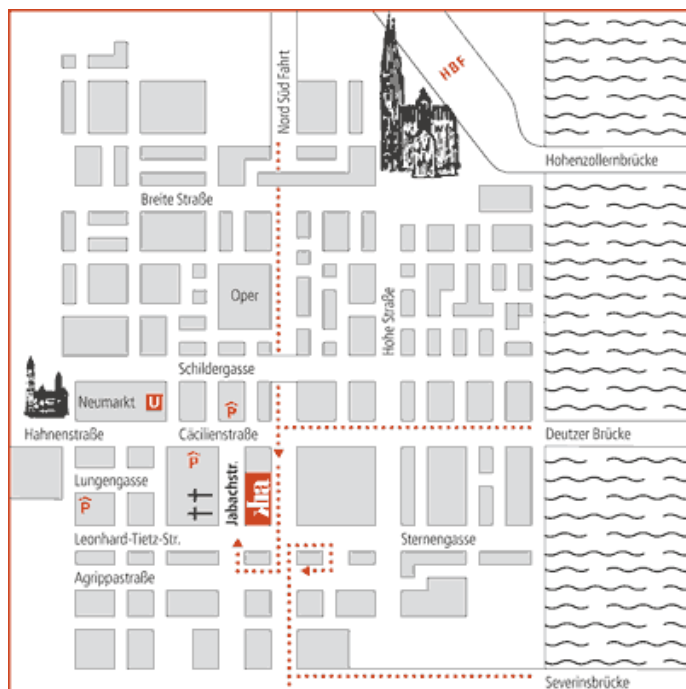 Nord Süd Fahrt
HBF
Hohenzollernbrücke
Breite Straße
Oper
Hohe Straße
Schildergasse
Neumarkt U
P
Hahnenstraße
Cäcilienstraße
Deutzer Brücke
P
Lungengasse
Jabachstr.
kna
P
Leonhard-Tietz-Str.
Sternengasse
Agrippastraße
Severinsbrücke